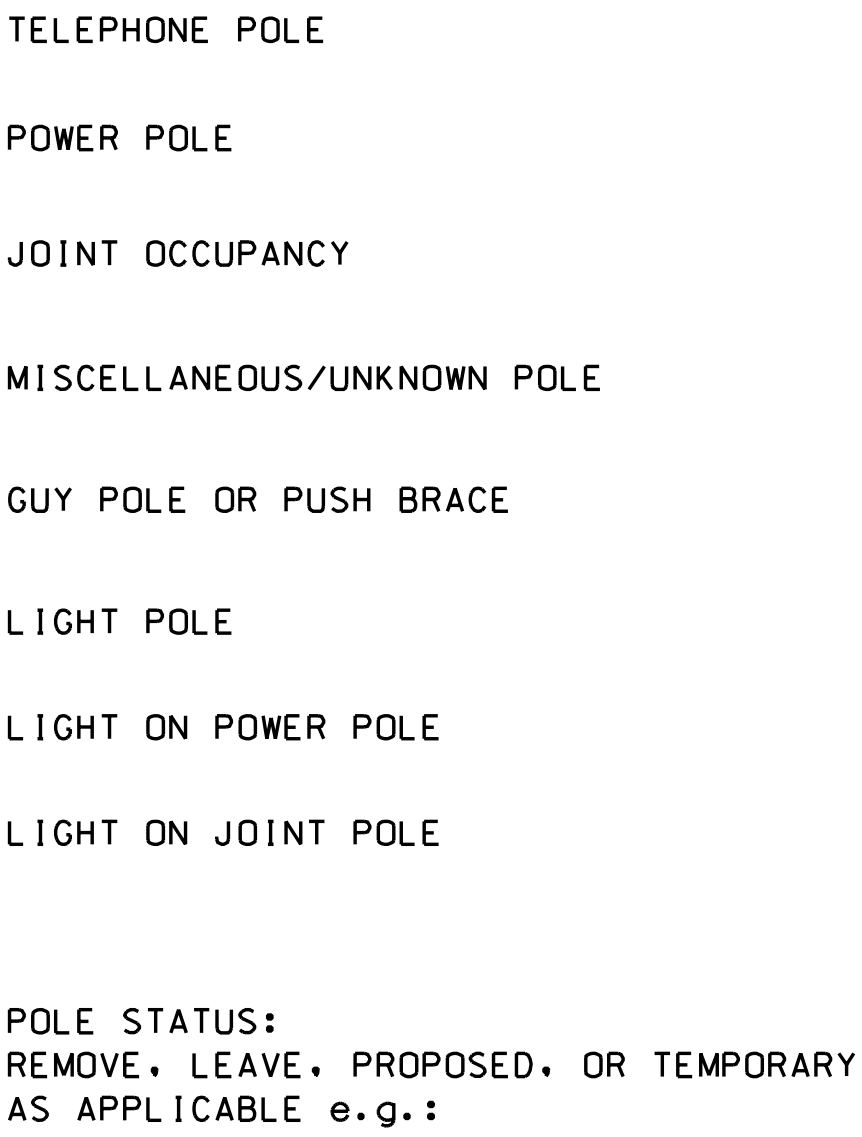 TELEPHONE POLE
POWER POLE
JOINT OCCUPANCY
MISCELLANEOUS/UNKNOWN POLE
GUY POLE OR PUSH BRACE
LIGHT POLE
LIGHT ON POWER POLE
LIGHT ON JOINT POLE
POLE STATUS:
REMOVE, LEAVE, PROPOSED, OR TEMPORARY
AS APPLICABLE e.g.: